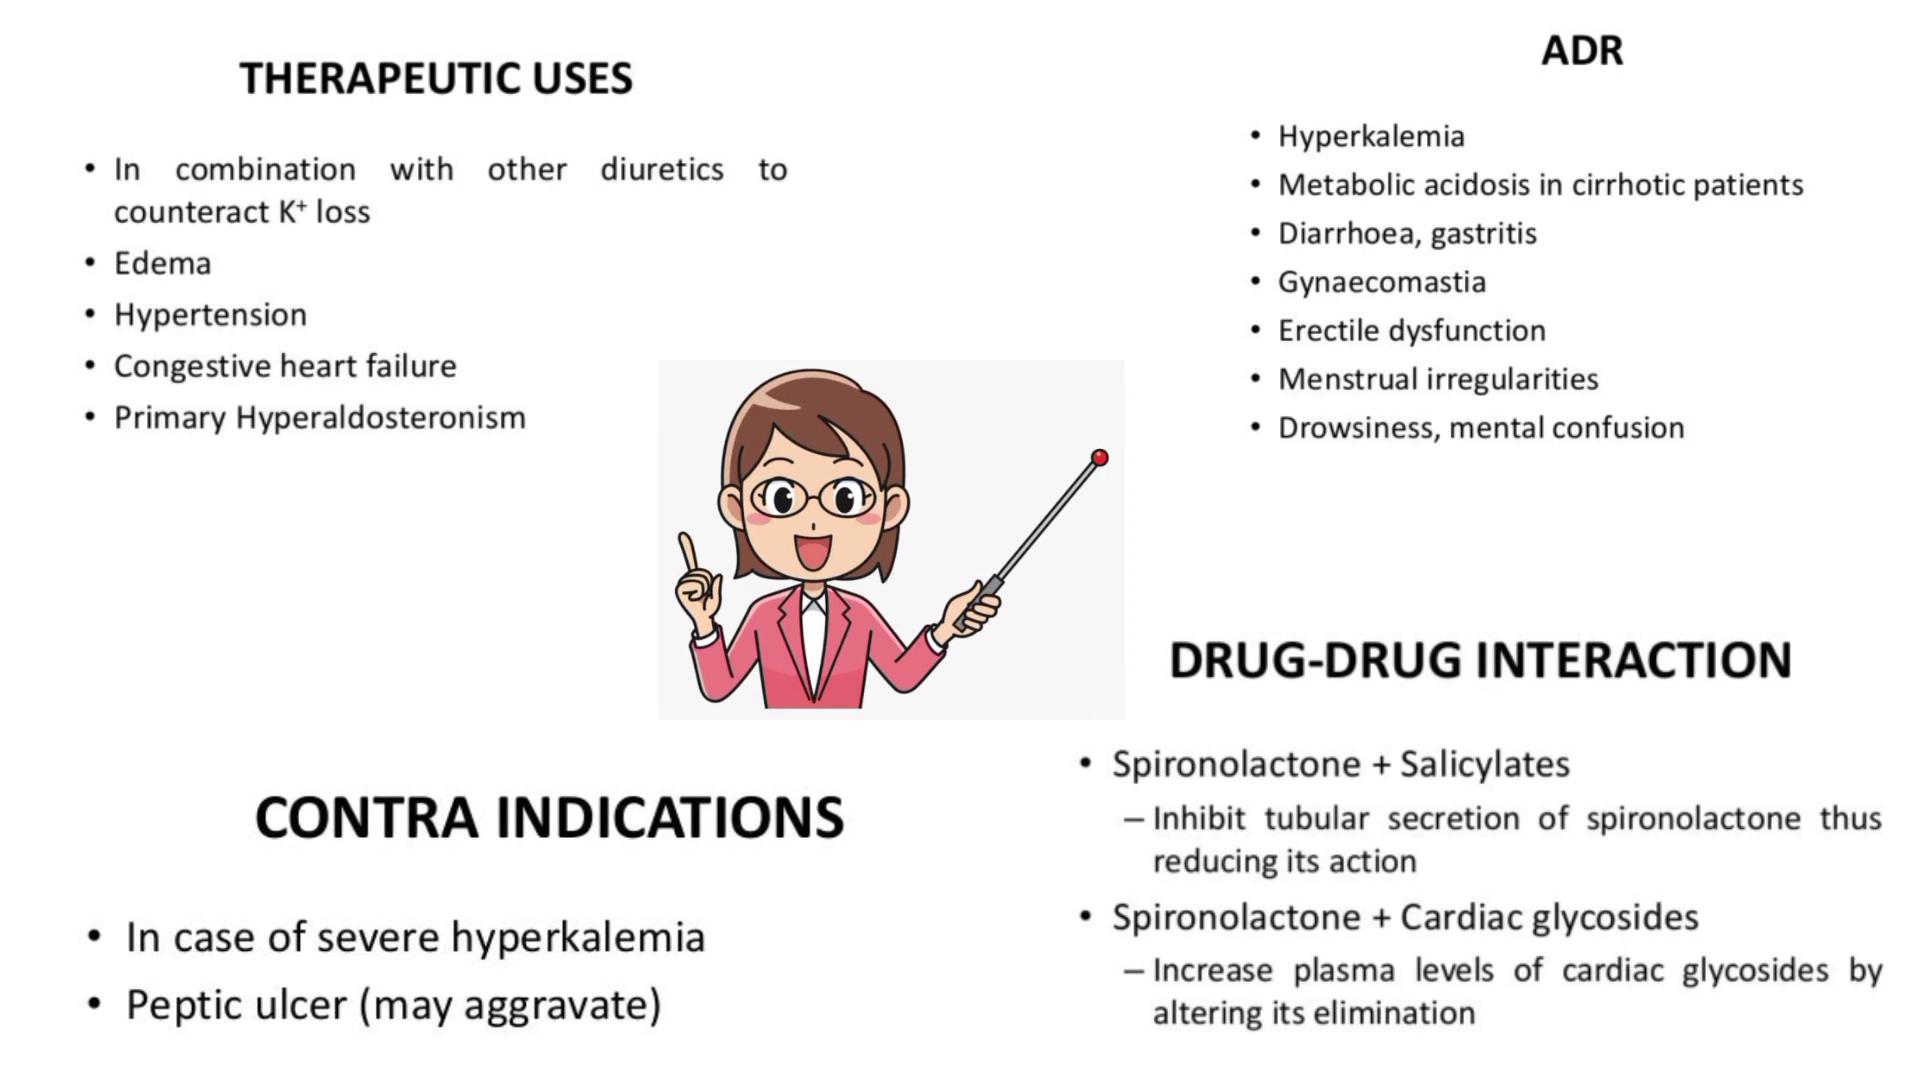 THERAPEUTIC USES
• In combination with other diuretics to
counteract K⁺ loss
• Edema
• Hypertension
• Congestive heart failure
• Primary Hyperaldosteronism
ADR
• Hyperkalemia
• Metabolic acidosis in cirrhotic patients
• Diarrhoea, gastritis
• Gynaecomastia
• Erectile dysfunction
• Menstrual irregularities
• Drowsiness, mental confusion
CONTRA INDICATIONS
• In case of severe hyperkalemia
• Peptic ulcer (may aggravate)
DRUG-DRUG INTERACTION
• Spironolactone + Salicylates
– Inhibit tubular secretion of spironolactone thus
reducing its action
• Spironolactone + Cardiac glycosides
– Increase plasma levels of cardiac glycosides by
altering its elimination